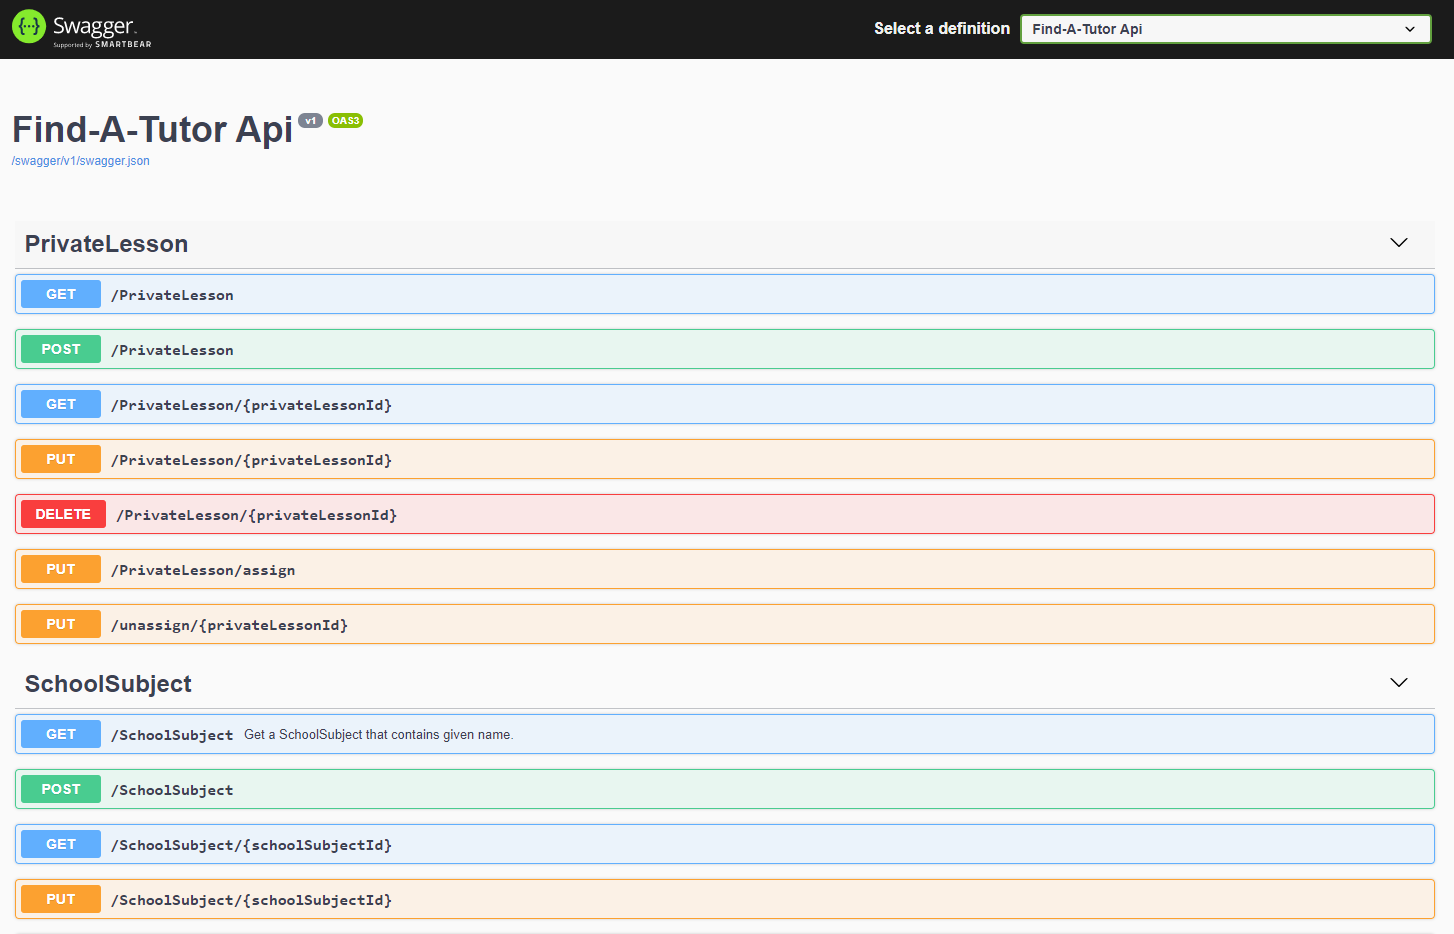 {···} Swagger.
Supported by SMARTBEAR
Select a definition
Find-A-Tutor Api
Find-A-Tutor Api v1 OAS3
/swagger/v1/swagger.json
PrivateLesson
GET /PrivateLesson
POST /PrivateLesson
GET /PrivateLesson/{privateLessonId}
PUT /PrivateLesson/{privateLessonId}
DELETE /PrivateLesson/{privateLessonId}
PUT /PrivateLesson/assign
PUT /unassign/{privateLessonId}
SchoolSubject
GET /SchoolSubject Get a SchoolSubject that contains given name.
POST /SchoolSubject
GET /SchoolSubject/{schoolSubjectId}
PUT /SchoolSubject/{schoolSubjectId}